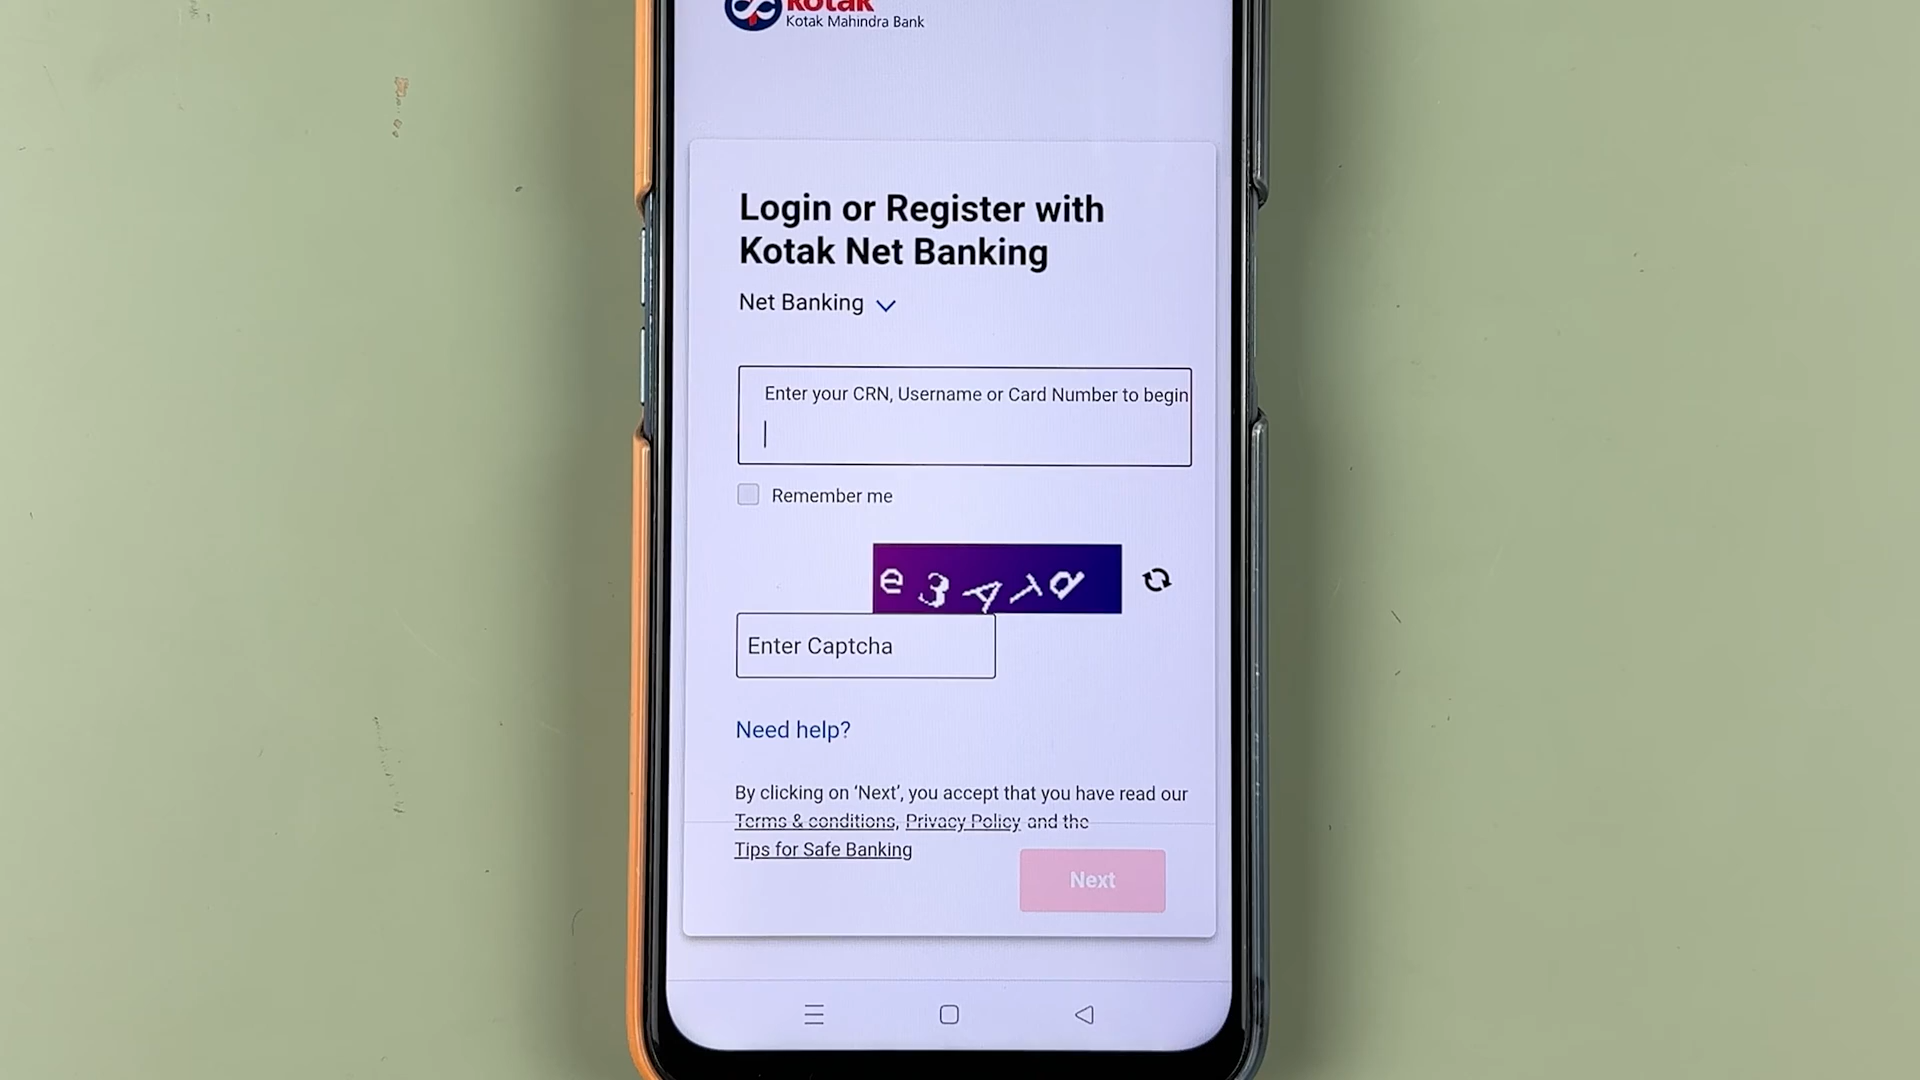 kotak
Kotak Mahindra Bank
Login or Register with
Kotak Net Banking
Net Banking
Enter your CRN, Username or Card Number to begin
Remember me
Enter Captcha
Need help?
By clicking on ‘Next’, you accept that you have read our
Terms & conditions, Privacy Policy and the
Tips for Safe Banking
Next